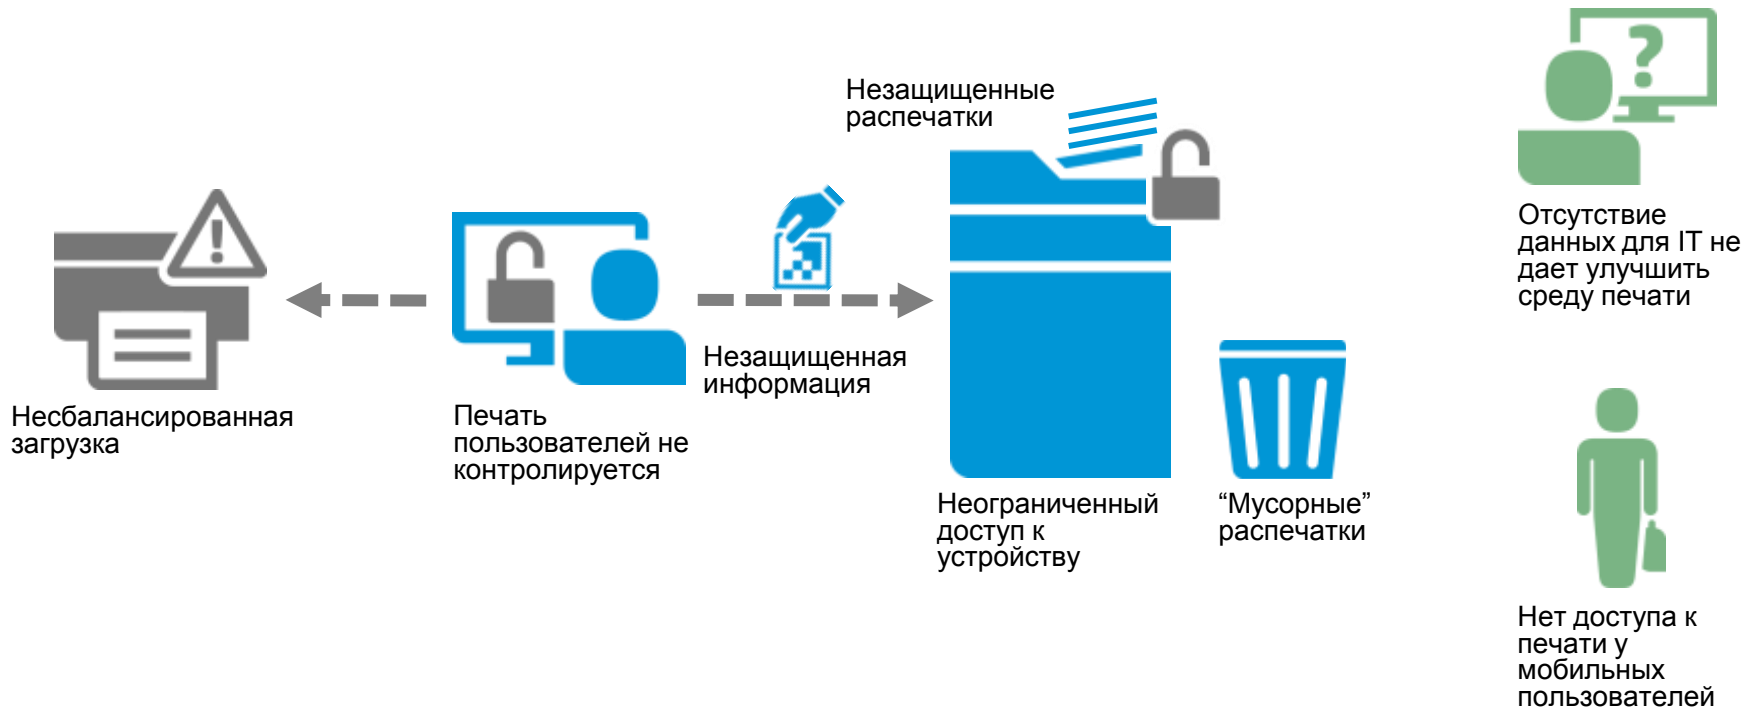 Несбалансированная
загрузка
Печать
пользователей не
контролируется
Незащищенная
информация
Незащищенные
распечатки
Неограниченный
доступ к
устройству
“Мусорные”
распечатки
?
Отсутствие
данных для IT не
дает улучшить
среду печати
Нет доступа к
печати у
мобильных
пользователей